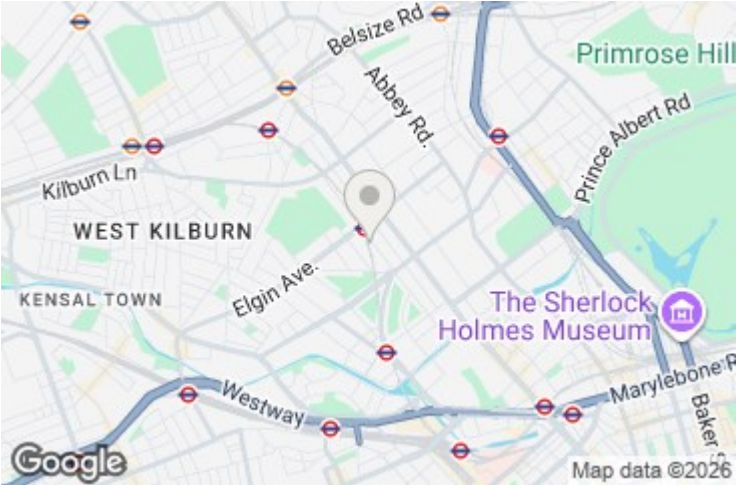 Belsize Rd
Primrose Hill
Abbey Rd.
Prince Albert Rd
Kilburn Ln
WEST KILBURN
Elgin Ave.
KENSAL TOWN
The Sherlock
Holmes Museum
Westway
Marylebone R
Baker S
Google
Map data ©2026